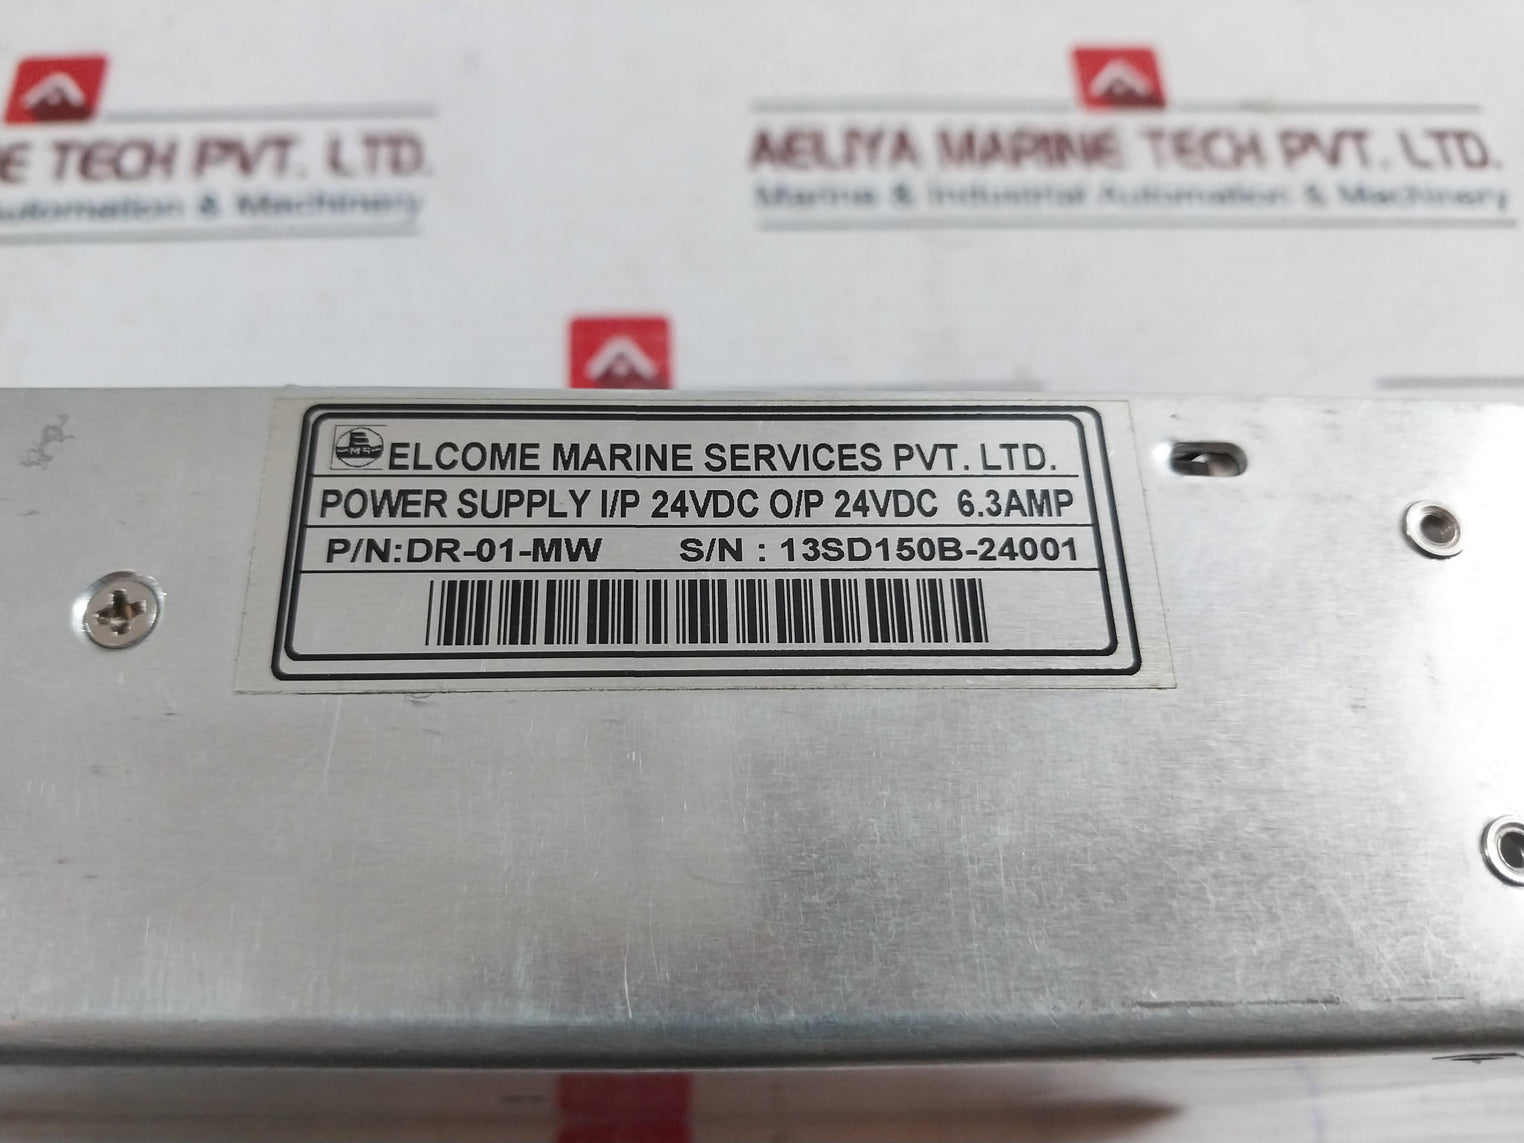 E TECH PVT. LTD.
Automation & Machinery
AELIYA MARINE TECH PVT. LTD.
Marine & Industrial Automation & Machinery
EMS
ELCOME MARINE SERVICES PVT. LTD.
POWER SUPPLY I/P 24VDC O/P 24VDC 6.3AMP
P/N:DR-01-MW S/N : 13SD150B-24001